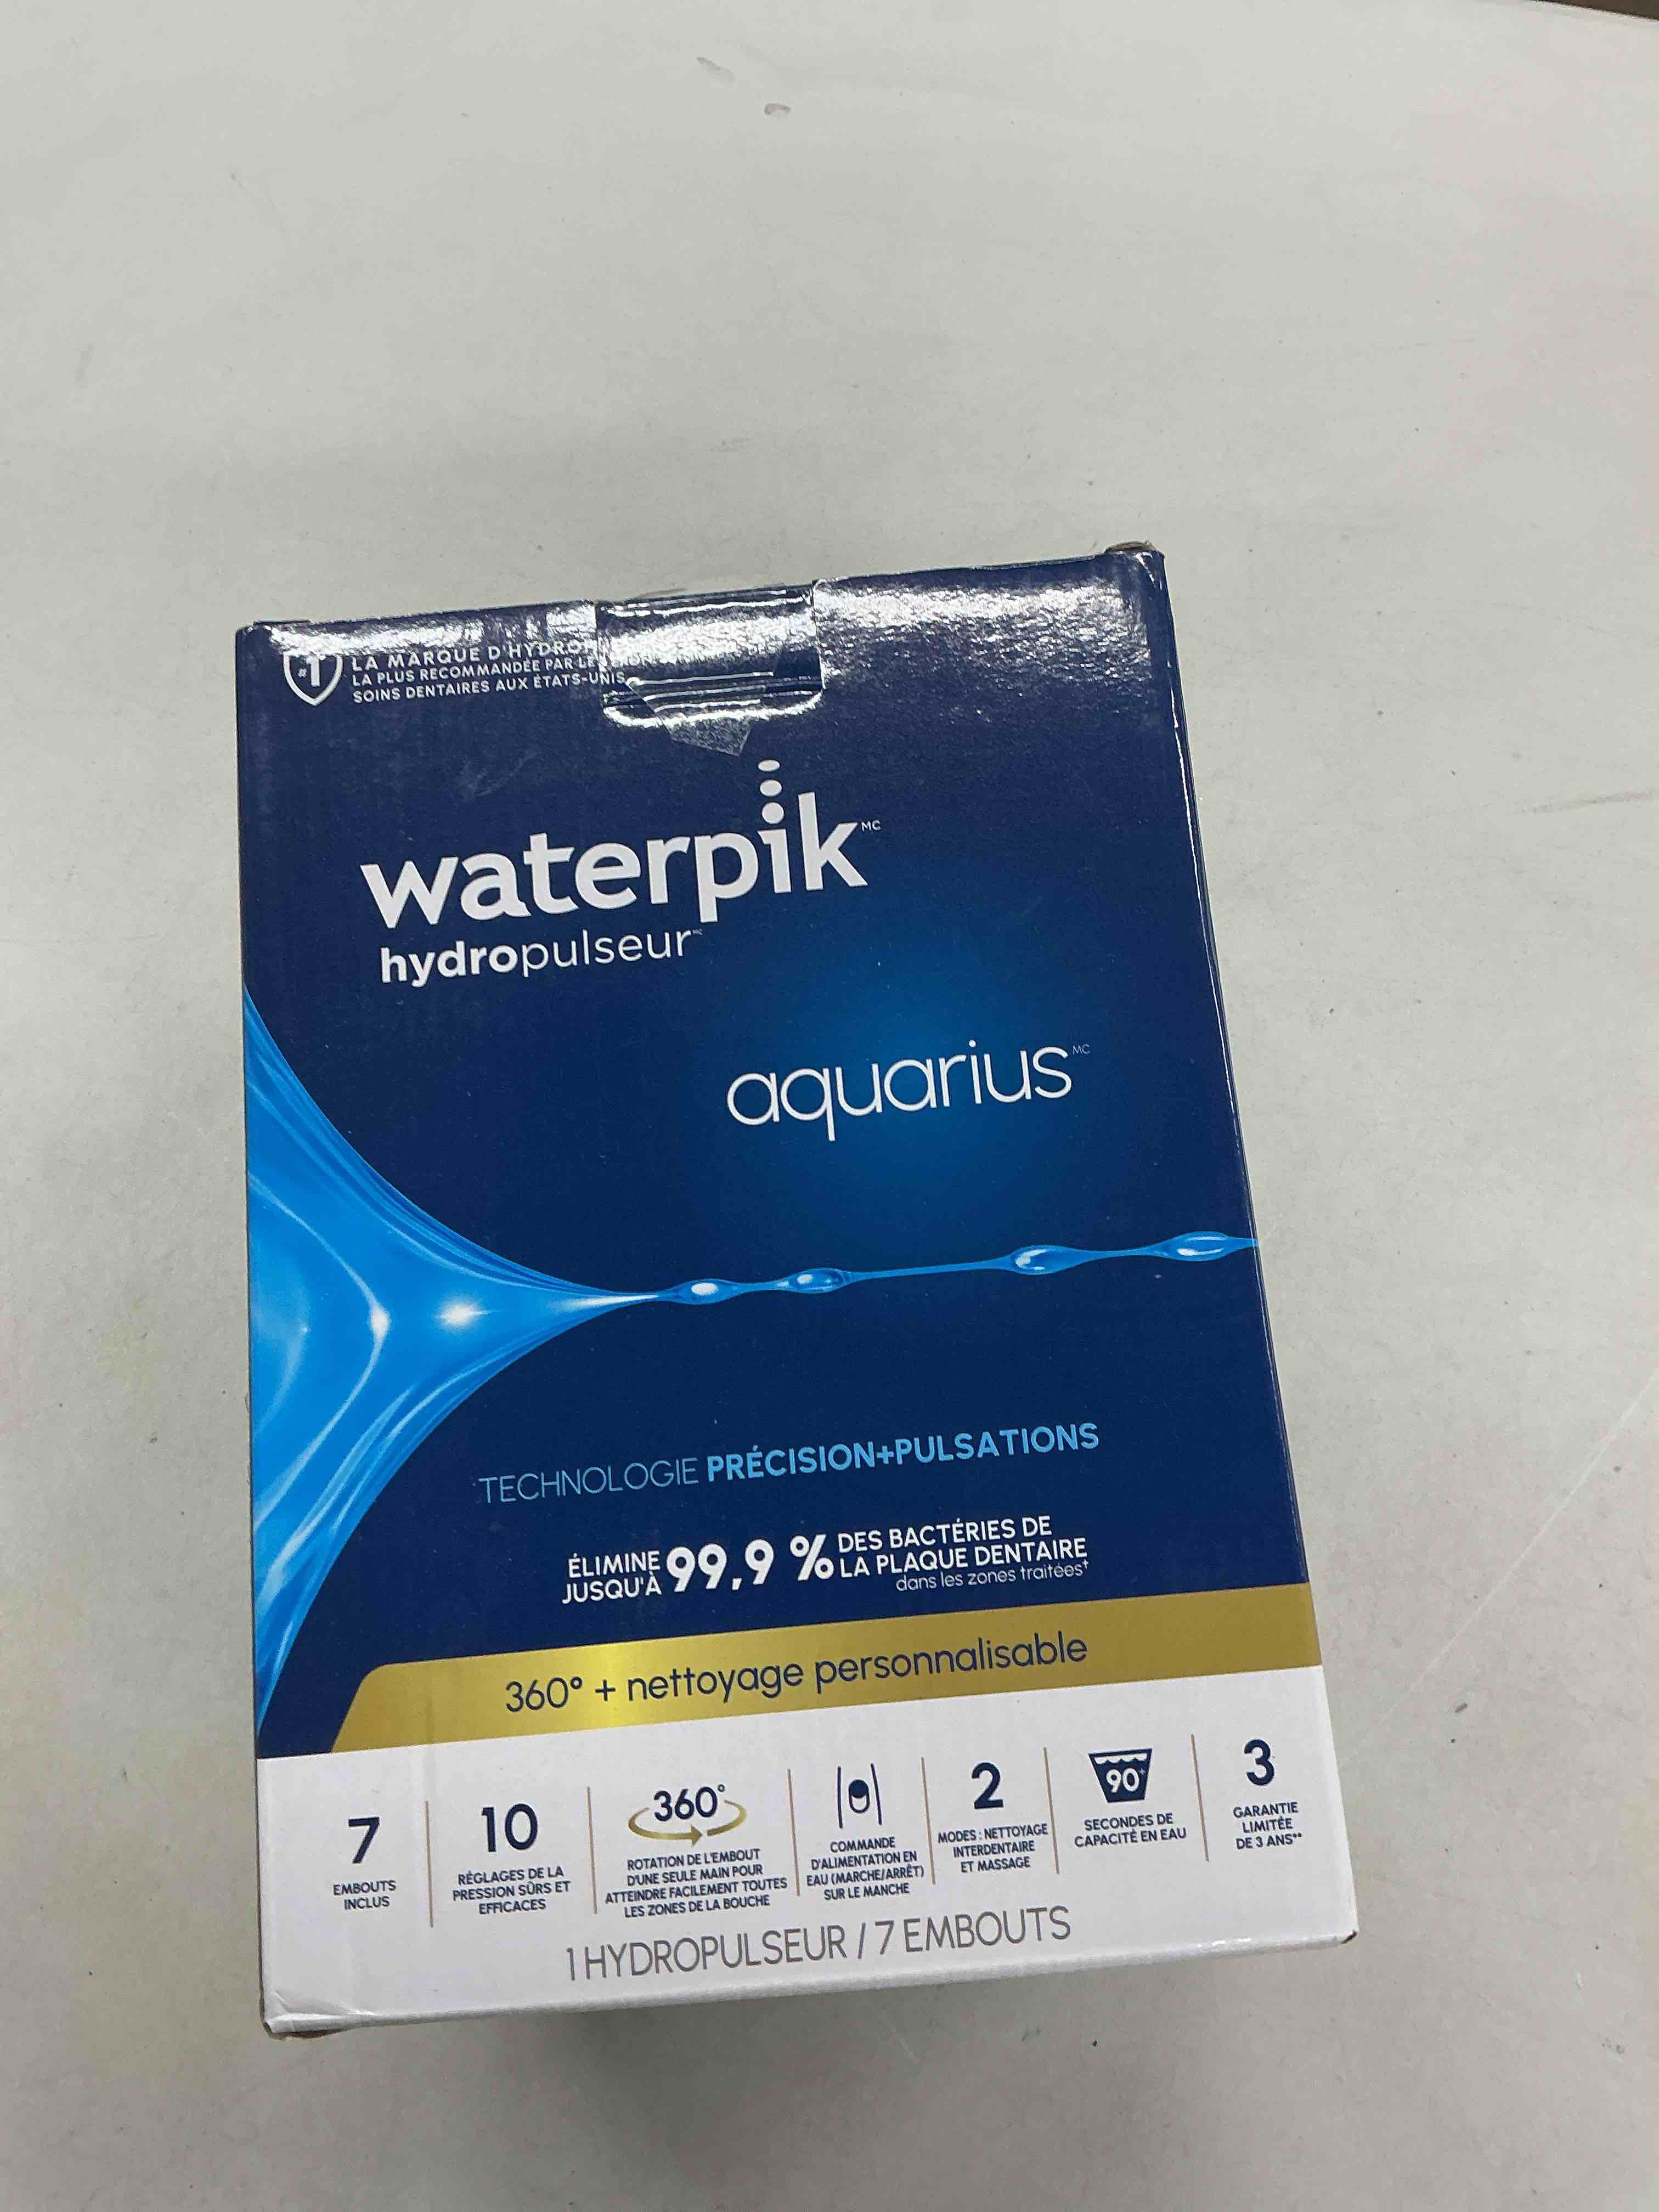 #1
LA MARQUE D'HYDRO
LA PLUS RECOMMANDÉE PAR LE
SOINS DENTAIRES AUX ÉTATS-UNIS
waterpik MC
hydropulseur MC
aquarius MC
TECHNOLOGIE PRÉCISION+PULSATIONS
ÉLIMINE
JUSQU'À
99,9 %
DES BACTÉRIES DE
LA PLAQUE DENTAIRE
dans les zones traitées†
360° + nettoyage personnalisable
7
EMBOUTS
INCLUS
10
RÉGLAGES DE LA
PRESSION SÛRS ET
EFFICACES
360°
ROTATION DE L'EMBOUT
D'UNE SEULE MAIN POUR
ATTEINDRE FACILEMENT TOUTES
LES ZONES DE LA BOUCHE
COMMANDE
D'ALIMENTATION EN
EAU (MARCHE/ARRÊT)
SUR LE MANCHE
2
MODES : NETTOYAGE
INTERDENTAIRE
ET MASSAGE
90+
SECONDES DE
CAPACITÉ EN EAU
3
GARANTIE
LIMITÉE
DE 3 ANS**
1 HYDROPULSEUR / 7 EMBOUTS